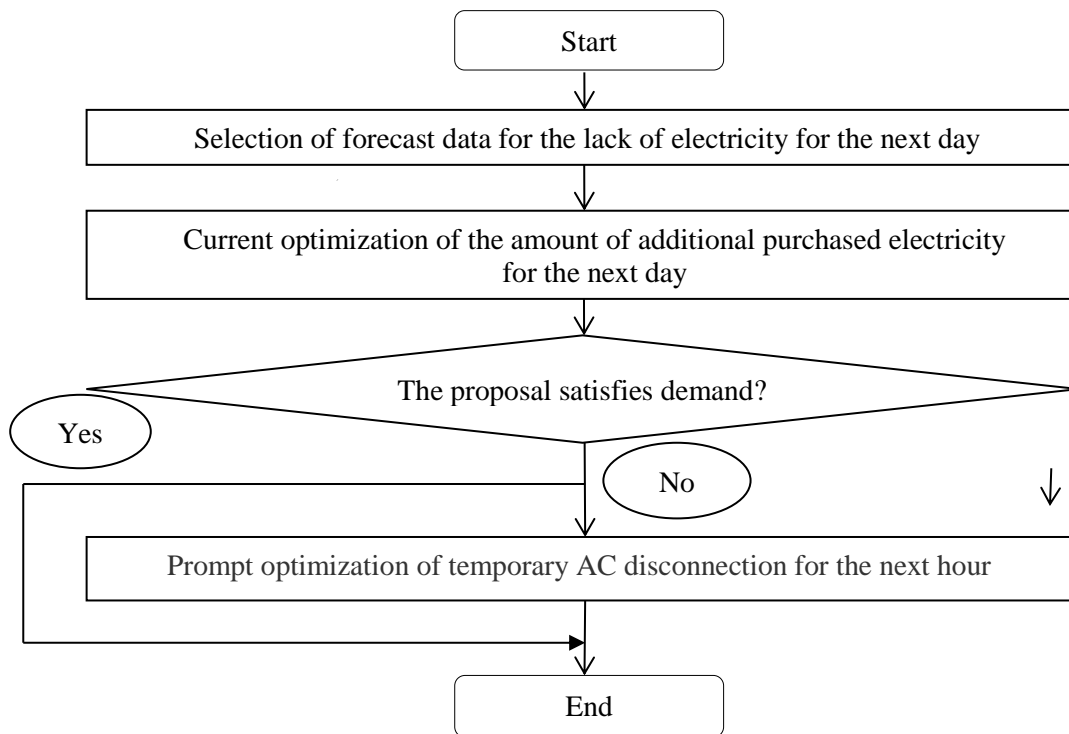 Start
Selection of forecast data for the lack of electricity for the next day
Current optimization of the amount of additional purchased electricity
for the next day
The proposal satisfies demand?
Yes
No
Prompt optimization of temporary AC disconnection for the next hour
End